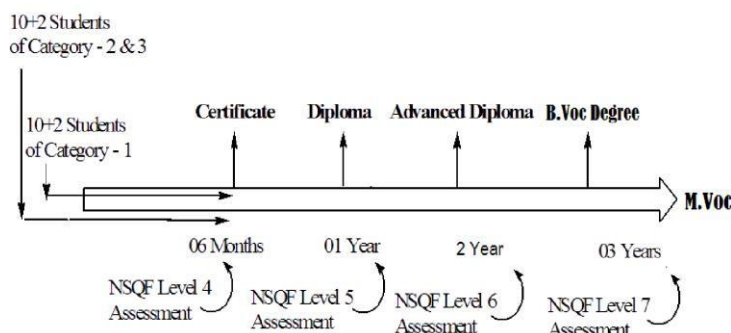 10+2 Students
of Category - 2 & 3
10+2 Students
of Category - 1
Certificate
Diploma
Advanced Diploma
B.Voc Degree
M.Voc
06 Months
01 Year
2 Year
03 Years
NSQF Level 4
Assessment
NSQF Level 5
Assessment
NSQF Level 6
Assessment
NSQF Level 7
Assessment